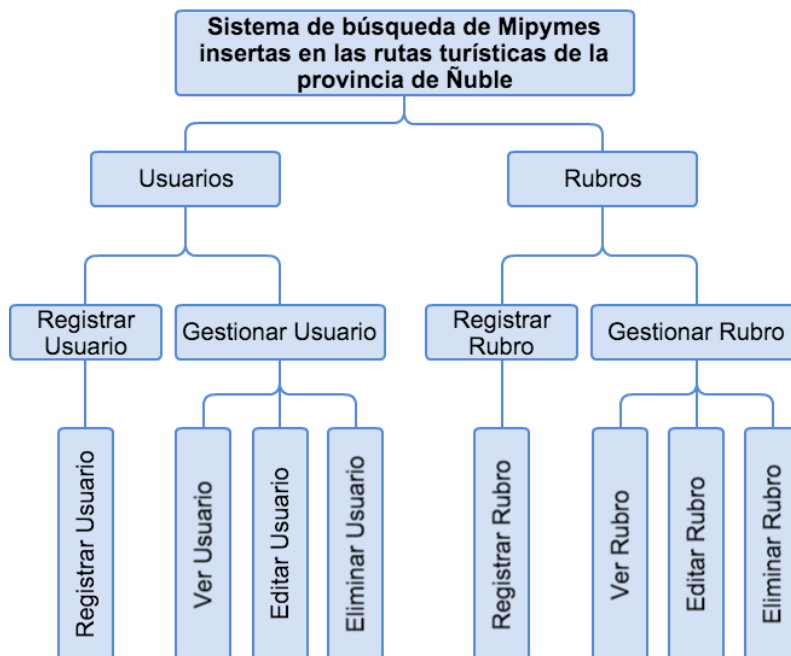 Sistema de búsqueda de Mipymes
insertas en las rutas turísticas de la
provincia de Ñuble
Usuarios
Rubros
Registrar
Usuario
Gestionar Usuario
Registrar
Rubro
Gestionar Rubro
Registrar Usuario
Ver Usuario
Editar Usuario
Eliminar Usuario
Registrar Rubro
Ver Rubro
Editar Rubro
Eliminar Rubro